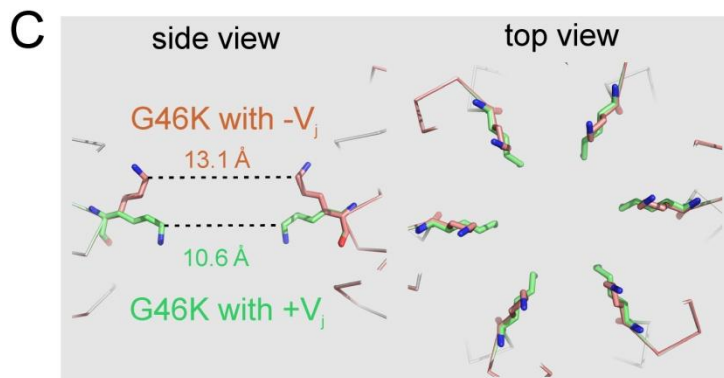 C
side view
top view
G46K with -Vj
13.1 Å
10.6 Å
G46K with +Vj